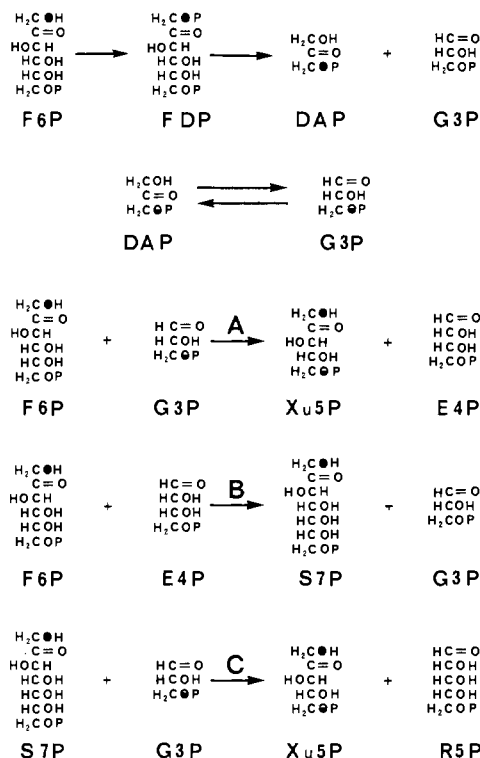 H₂C●H
C=O
HOCH
HCOH
HCOH
H₂COP
F6P
H₂C●P
C=O
HOCH
HCOH
HCOH
H₂COP
FDP
H₂COH
C=O
H₂C●P
DAP
+
HC=O
HCOH
H₂COP
G3P
H₂COH
C=O
H₂C⊖P
DAP
HC=O
HCOH
H₂C⊖P
G3P
H₂C●H
C=O
HOCH
HCOH
HCOH
H₂COP
F6P
+
HC=O
HCOH
H₂C⊖P
G3P
A
H₂C●H
C=O
HOCH
HCOH
H₂C⊖P
Xu5P
+
HC=O
HCOH
HCOH
H₂COP
E4P
H₂C●H
C=O
HOCH
HCOH
HCOH
H₂COP
F6P
+
HC=O
HCOH
HCOH
H₂COP
E4P
B
H₂C●H
C=O
HOCH
HCOH
HCOH
HCOH
H₂COP
S7P
-
HC=O
HCOH
H₂COP
G3P
H₂C●H
C=O
HOCH
HCOH
HCOH
HCOH
H₂COP
S7P
+
HC=O
HCOH
H₂C⊖P
G3P
C
H₂C●H
C=O
HOCH
HCOH
H₂C⊖P
Xu5P
+
HC=O
HCOH
HCOH
HCOH
H₂COP
R5P